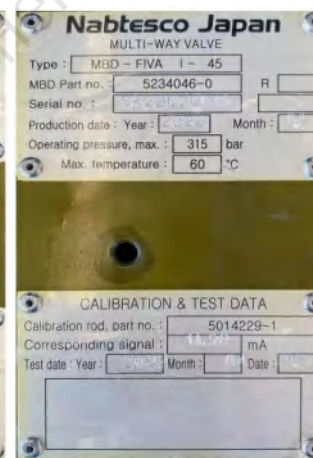 Nabtesco Japan
MULTI-WAY VALVE
Type : MBD - FIVA I - 45
MBD Part no. : 5234046-0 R
Serial no. :
Production date : Year : Month :
Operating pressure, max. : 315 bar
Max. temperature : 60 °C
CALIBRATION & TEST DATA
Calibration rod, part no. : 5014229-1
Corresponding signal : mA
Test date : Year : Month : Date :